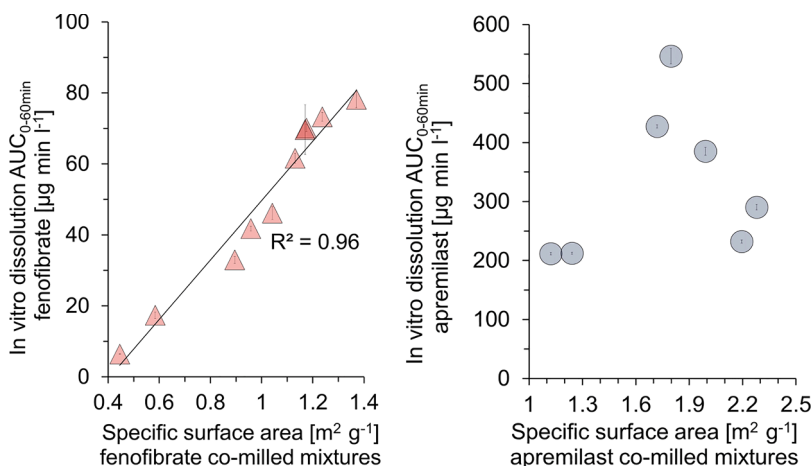 In vitro dissolution AUC0-60min
fenofibrate [µg min l-1]
100
80
60
40
20
0
R² = 0.96
0.4 0.6 0.8 1 1.2 1.4
Specific surface area [m² g-1]
fenofibrate co-milled mixtures
In vitro dissolution AUC0-60min
apremilast [µg min l-1]
600
500
400
300
200
100
0
1 1.3 1.6 1.9 2.2 2.5
Specific surface area [m² g-1]
apremilast co-milled mixtures